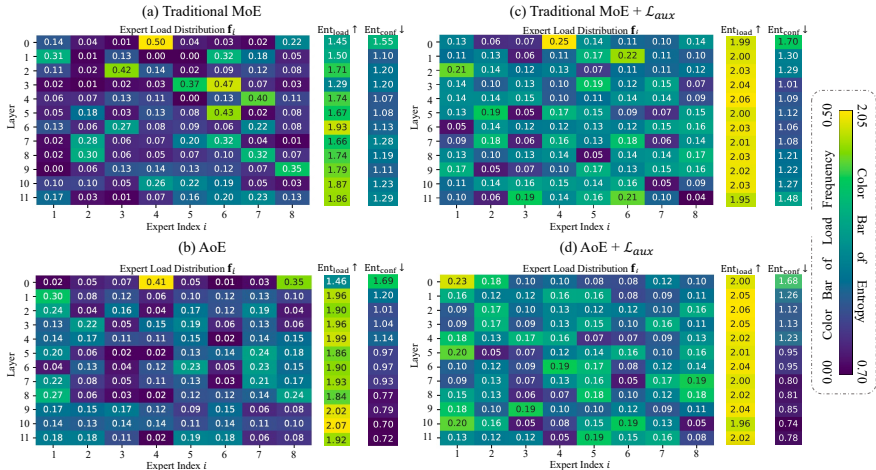 (a) Traditional MoE
Expert Load Distribution f_i Ent_load ↑ Ent_conf ↓
0 0.14 0.04 0.01 0.50 0.04 0.03 0.02 0.22 1.45 1.55
1 0.31 0.01 0.13 0.00 0.00 0.32 0.18 0.05 1.50 1.10
2 0.11 0.02 0.42 0.14 0.02 0.09 0.12 0.08 1.71 1.20
3 0.02 0.01 0.02 0.03 0.37 0.47 0.03 0.04 1.29 1.20
4 0.06 0.07 0.13 0.11 0.00 0.13 0.40 0.10 1.74 1.07
5 0.02 0.18 0.03 0.13 0.08 0.43 0.02 0.08 1.67 1.08
6 0.13 0.06 0.27 0.08 0.09 0.06 0.22 0.08 1.93 1.13
7 0.02 0.28 0.06 0.06 0.20 0.32 0.04 0.01 1.66 1.28
8 0.02 0.30 0.06 0.05 0.07 0.10 0.32 0.07 1.74 1.19
9 0.00 0.06 0.13 0.14 0.13 0.12 0.07 0.35 1.79 1.11
10 0.10 0.10 0.05 0.26 0.22 0.19 0.05 0.03 1.87 1.23
11 0.17 0.03 0.01 0.07 0.16 0.20 0.17 0.18 1.86 1.29
1 2 3 4 5 6 7 8
Expert Index i
Layer
(b) AoE
Expert Load Distribution f_i Ent_load ↑ Ent_conf ↓
0 0.02 0.05 0.07 0.41 0.05 0.01 0.03 0.35 1.46 1.69
1 0.30 0.08 0.12 0.06 0.10 0.12 0.13 0.10 1.96 1.20
2 0.24 0.04 0.16 0.04 0.17 0.12 0.19 0.04 1.90 1.01
3 0.13 0.22 0.05 0.15 0.19 0.06 0.13 0.06 1.96 1.04
4 0.11 0.11 0.15 0.16 0.15 0.02 0.14 0.15 1.99 1.14
5 0.20 0.06 0.02 0.02 0.13 0.14 0.24 0.18 1.86 0.97
6 0.04 0.13 0.04 0.12 0.23 0.05 0.23 0.15 1.90 0.97
7 0.22 0.08 0.05 0.11 0.13 0.03 0.21 0.17 1.93 0.93
8 0.27 0.06 0.03 0.02 0.12 0.12 0.14 0.24 1.84 0.77
9 0.17 0.15 0.17 0.12 0.09 0.15 0.06 0.08 2.02 0.79
10 0.14 0.13 0.14 0.14 0.11 0.14 0.11 0.10 2.07 0.70
11 0.18 0.18 0.11 0.02 0.19 0.18 0.06 0.08 1.92 0.72
1 2 3 4 5 6 7 8
Expert Index i
Layer
(c) Traditional MoE + ℒ_aux
Expert Load Distribution f_i Ent_load ↑ Ent_conf ↓
0 0.13 0.06 0.07 0.25 0.14 0.11 0.10 0.14 1.99 1.70
1 0.11 0.13 0.06 0.11 0.17 0.22 0.11 0.10 2.00 1.30
2 0.21 0.14 0.12 0.13 0.07 0.11 0.11 0.12 2.03 1.29
3 0.14 0.10 0.13 0.10 0.19 0.12 0.15 0.07 2.04 1.01
4 0.14 0.14 0.15 0.10 0.11 0.14 0.14 0.09 2.06 1.09
5 0.13 0.19 0.05 0.17 0.16 0.15 0.09 0.07 2.00 1.12
6 0.05 0.14 0.12 0.12 0.13 0.12 0.15 0.16 2.03 1.06
7 0.09 0.18 0.06 0.16 0.13 0.18 0.06 0.14 2.00 1.08
8 0.13 0.10 0.13 0.14 0.05 0.14 0.14 0.17 2.03 1.21
9 0.17 0.05 0.07 0.10 0.17 0.12 0.17 0.16 2.02 1.22
10 0.11 0.15 0.14 0.16 0.14 0.16 0.05 0.09 2.03 1.27
11 0.10 0.09 0.19 0.14 0.16 0.21 0.10 0.04 1.95 1.48
1 2 3 4 5 6 7 8
Expert Index i
Layer
(d) AoE + ℒ_aux
Expert Load Distribution f_i Ent_load ↑ Ent_conf ↓
0 0.23 0.18 0.10 0.10 0.08 0.08 0.12 0.10 2.00 1.68
1 0.16 0.12 0.12 0.16 0.16 0.08 0.09 0.11 2.05 1.26
2 0.09 0.17 0.10 0.12 0.13 0.10 0.12 0.16 2.06 1.12
3 0.09 0.17 0.09 0.13 0.15 0.10 0.16 0.11 2.05 1.13
4 0.18 0.13 0.17 0.16 0.07 0.07 0.09 0.13 2.02 1.23
5 0.20 0.05 0.07 0.12 0.14 0.16 0.10 0.16 2.01 0.95
6 0.10 0.10 0.06 0.19 0.17 0.14 0.08 0.16 2.04 0.95
7 0.09 0.13 0.07 0.13 0.16 0.05 0.17 0.19 2.00 0.80
8 0.15 0.13 0.06 0.07 0.18 0.13 0.12 0.18 2.02 0.81
9 0.18 0.10 0.19 0.10 0.10 0.12 0.09 0.11 2.04 0.85
10 0.20 0.16 0.05 0.08 0.15 0.19 0.13 0.05 1.96 0.74
11 0.13 0.12 0.12 0.05 0.19 0.15 0.16 0.08 2.02 0.78
1 2 3 4 5 6 7 8
Expert Index i
Layer
0.00 Color Bar of Load Frequency 0.50
0.70 Color Bar of Entropy 2.05